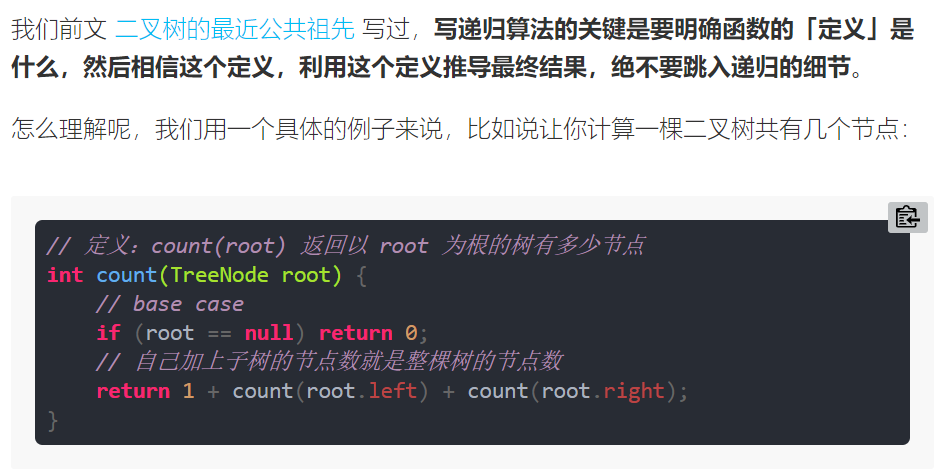 我们前文 二叉树的最近公共祖先 写过，写递归算法的关键是要明确函数的「定义」是
什么，然后相信这个定义，利用这个定义推导最终结果，绝不要跳入递归的细节。
怎么理解呢，我们用一个具体的例子来说，比如说让你计算一棵二叉树共有几个节点：
// 定义：count(root) 返回以 root 为根的树有多少节点
int count(TreeNode root) {
    // base case
    if (root == null) return 0;
    // 自己加上子树的节点数就是整棵树的节点数
    return 1 + count(root.left) + count(root.right);
}